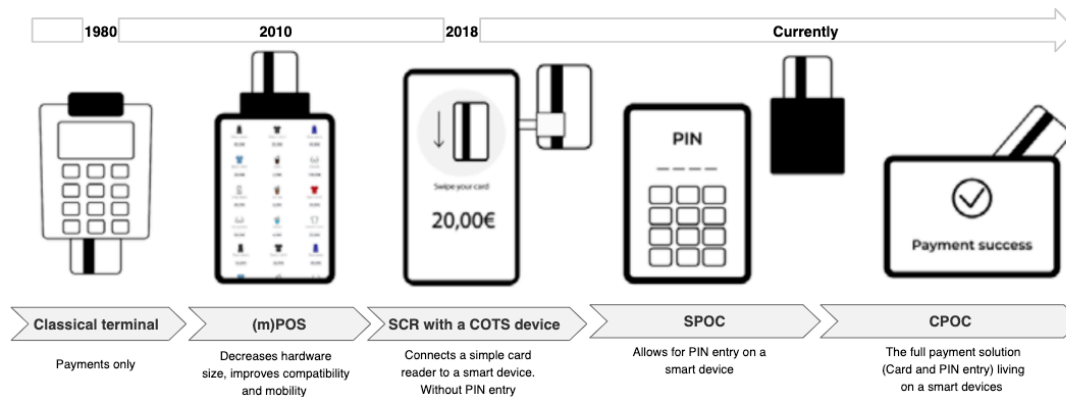 1980
2010
2018
Currently
Swipe your card
20,00€
PIN
Payment success
Classical terminal
(m)POS
SCR with a COTS device
SPOC
CPOC
Payments only
Decreases hardware
size, improves compatibility
and mobility
Connects a simple card
reader to a smart device.
Without PIN entry
Allows for PIN entry on a
smart device
The full payment solution
(Card and PIN entry) living
on a smart devices